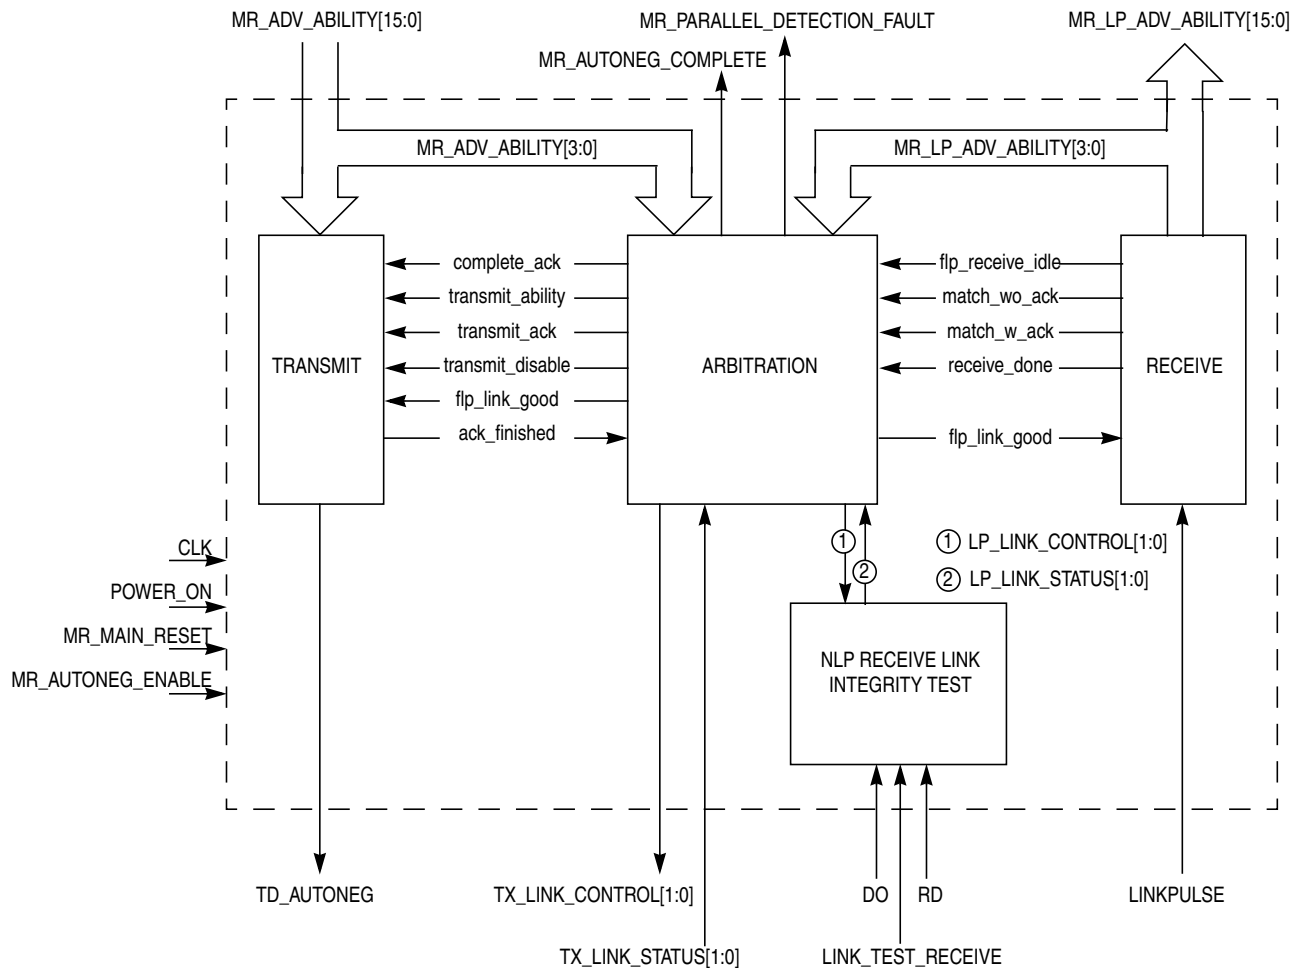 MR_ADV_ABILITY[15:0]
MR_PARALLEL_DETECTION_FAULT
MR_LP_ADV_ABILITY[15:0]
MR_AUTONEG_COMPLETE
MR_ADV_ABILITY[3:0]
MR_LP_ADV_ABILITY[3:0]
complete_ack
transmit_ability
transmit_ack
transmit_disable
flp_link_good
ack_finished
TRANSMIT
ARBITRATION
flp_receive_idle
match_wo_ack
match_w_ack
receive_done
flp_link_good
RECEIVE
1
2
1 LP_LINK_CONTROL[1:0]
2 LP_LINK_STATUS[1:0]
CLK
POWER_ON
MR_MAIN_RESET
MR_AUTONEG_ENABLE
NLP RECEIVE LINK
INTEGRITY TEST
TD_AUTONEG
TX_LINK_CONTROL[1:0]
DO
RD
LINKPULSE
TX_LINK_STATUS[1:0]
LINK_TEST_RECEIVE